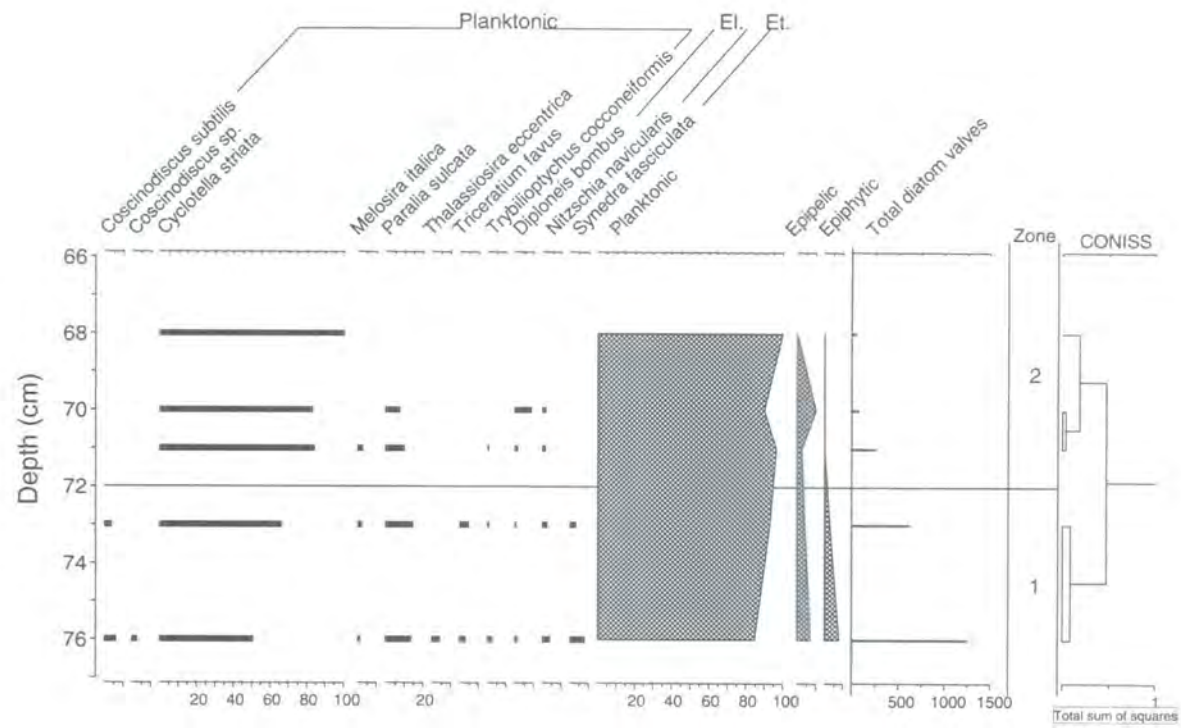 Planktonic El. Et.
Coscinodiscus subtilis
Coscinodiscus sp.
Cyclotella striata
Melosira italica
Paralia sulcata
Thalassiosira eccentrica
Triceratium favus
Trybilioptychus cocconeiformis
Diploneis bombus
Nitzschia navicularis
Synedra fasciculata
Planktonic
Epipelic
Epiphytic
Total diatom valves
Zone CONISS
66
68
70
72
74
76
Depth (cm)
2
1
20 40 60 80 100 20 20 40 60 80 100 500 1000 1500 1
Total sum of squares